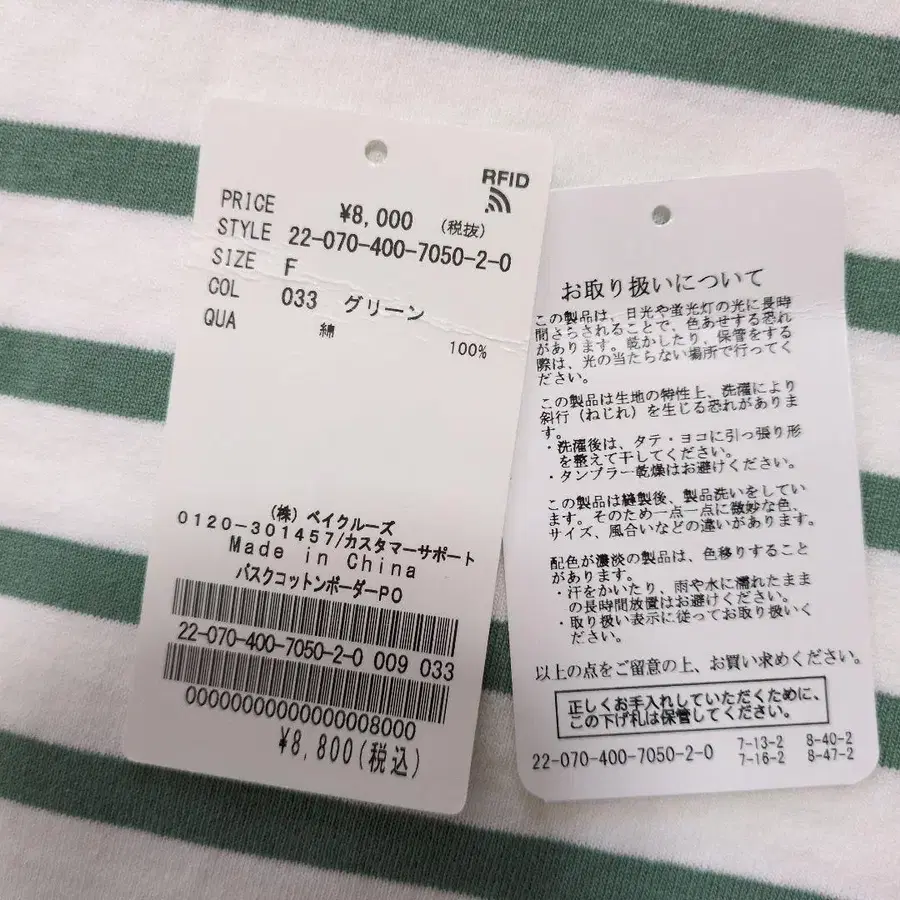 RFID
PRICE ¥8,000 (税抜)
STYLE 22-070-400-7050-2-0
SIZE F
COL 033 グリーン
QUA 綿 100%
(株) ベイクルーズ
0120-301457/カスタマーサポート
Made in China
バスクコットンボーダーPO
22-070-400-7050-2-0 009 033
00000000000000008000
¥8,800(税込)
お取り扱いについて
この製品は、日光や蛍光灯の光に長時
間さらされることで、色あせする恐れ
があります。乾かしたり、保管をする
際は、光の当たらない場所で行ってく
ださい。
この製品は生地の特性上、洗濯により
斜行(ねじれ)を生じる恐れがありま
す。
・洗濯後は、タテ・ヨコに引っ張り形
を整えて干してください。
・タンブラー乾燥はお避けください。
この製品は縫製後、製品洗いをしてい
ます。そのため一点一点に微妙な色、
サイズ、風合いなどの違いがあります。
配色が濃淡の製品は、色移りすること
があります。
・汗をかいたり、雨や水に濡れたまま
の長時間放置はお避けください。
・取り扱い表示に従ってお取り扱いく
ださい。
以上の点をご留意の上、お買い求めください。
正しくお手入れしていただくために、
この下げ札は保管してください。
22-070-400-7050-2-0 7-13-2 8-40-2
7-16-2 8-47-2